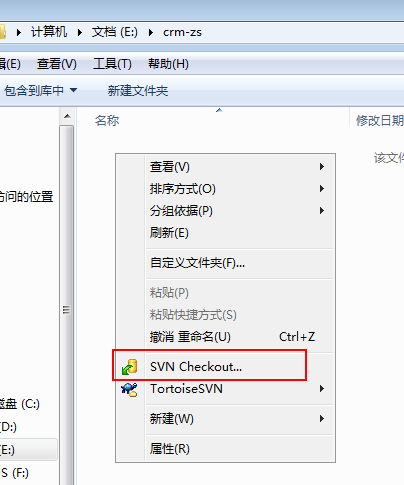 计算机 ▸ 文档 (E:) ▸ crm-zs
辑(E) 查看(V) 工具(T) 帮助(H)
包含到库中 新建文件夹
名称 修改日期
该文件
查看(V)
排序方式(O)
分组依据(P)
刷新(E)
自定义文件夹(F)...
粘贴(P)
粘贴快捷方式(S)
撤消 重命名(U) Ctrl+Z
SVN Checkout...
TortoiseSVN
新建(W)
属性(R)
访问的位置
磁盘 (C:)
(D:)
(E:)
S (F:)